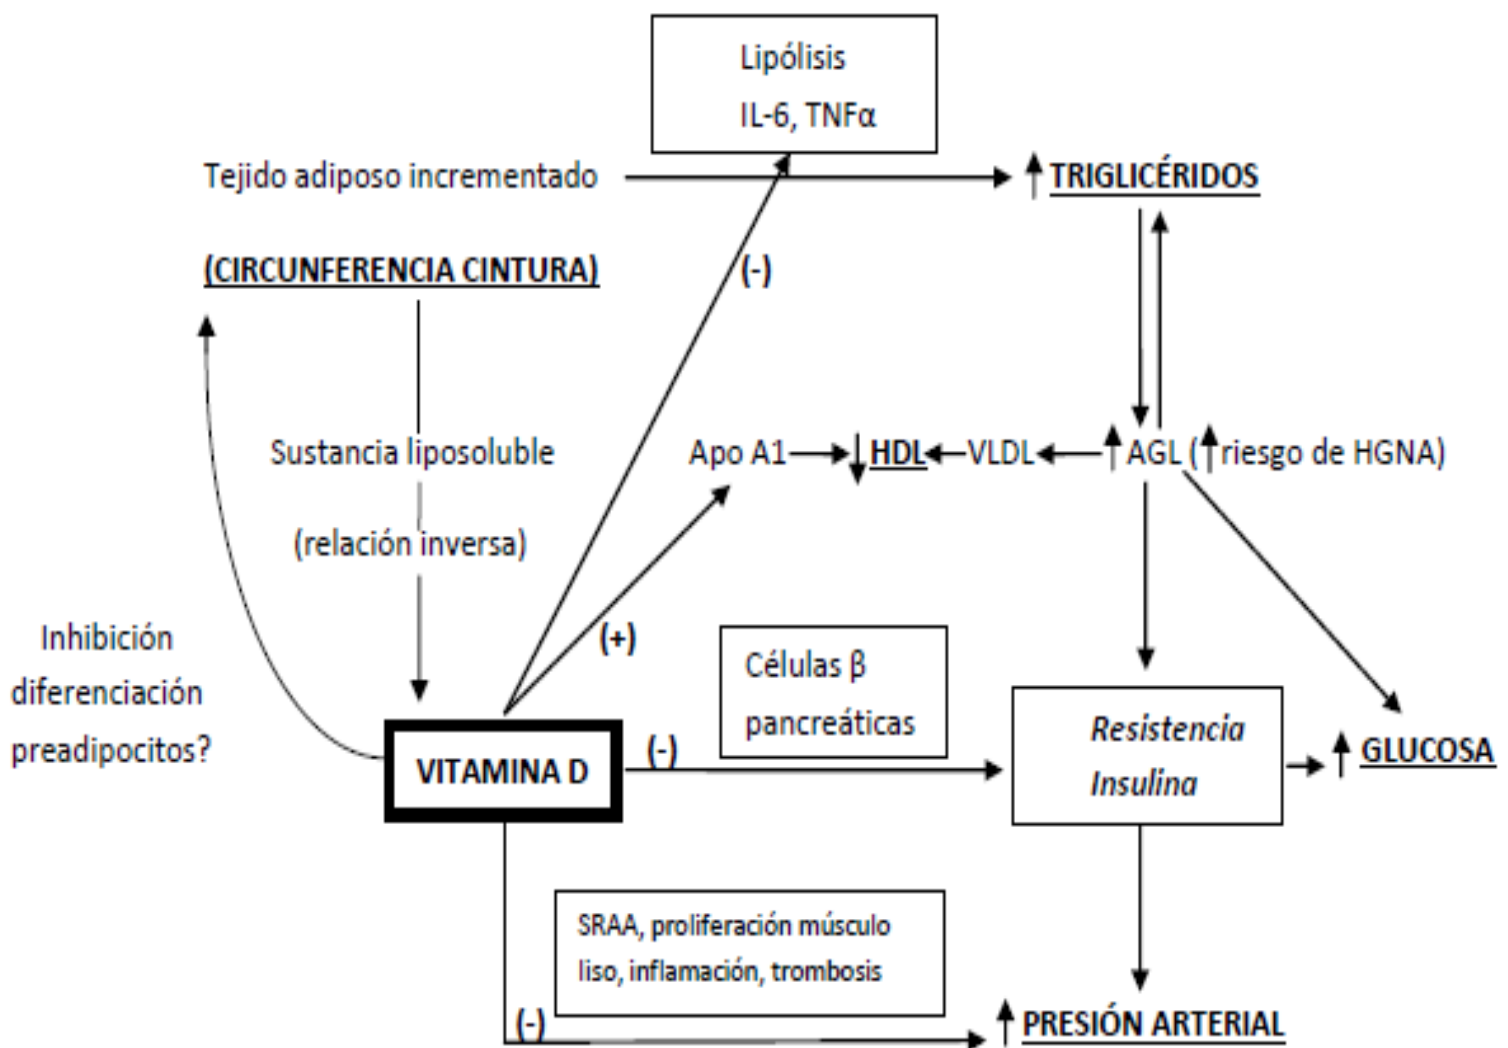 Lipólisis
IL-6, TNFα
Tejido adiposo incrementado
TRIGLICÉRIDOS
(CIRCUNFERENCIA CINTURA)
(-)
Sustancia liposoluble
Apo A1
HDL
VLDL
AGL (
riesgo de HGNA)
(relación inversa)
Inhibición
diferenciación
preadipocitos?
(+)
Células β
pancreáticas
(-)
VITAMINA D
Resistencia
Insulina
GLUCOSA
SRAA, proliferación músculo
liso, inflamación, trombosis
(-)
PRESIÓN ARTERIAL